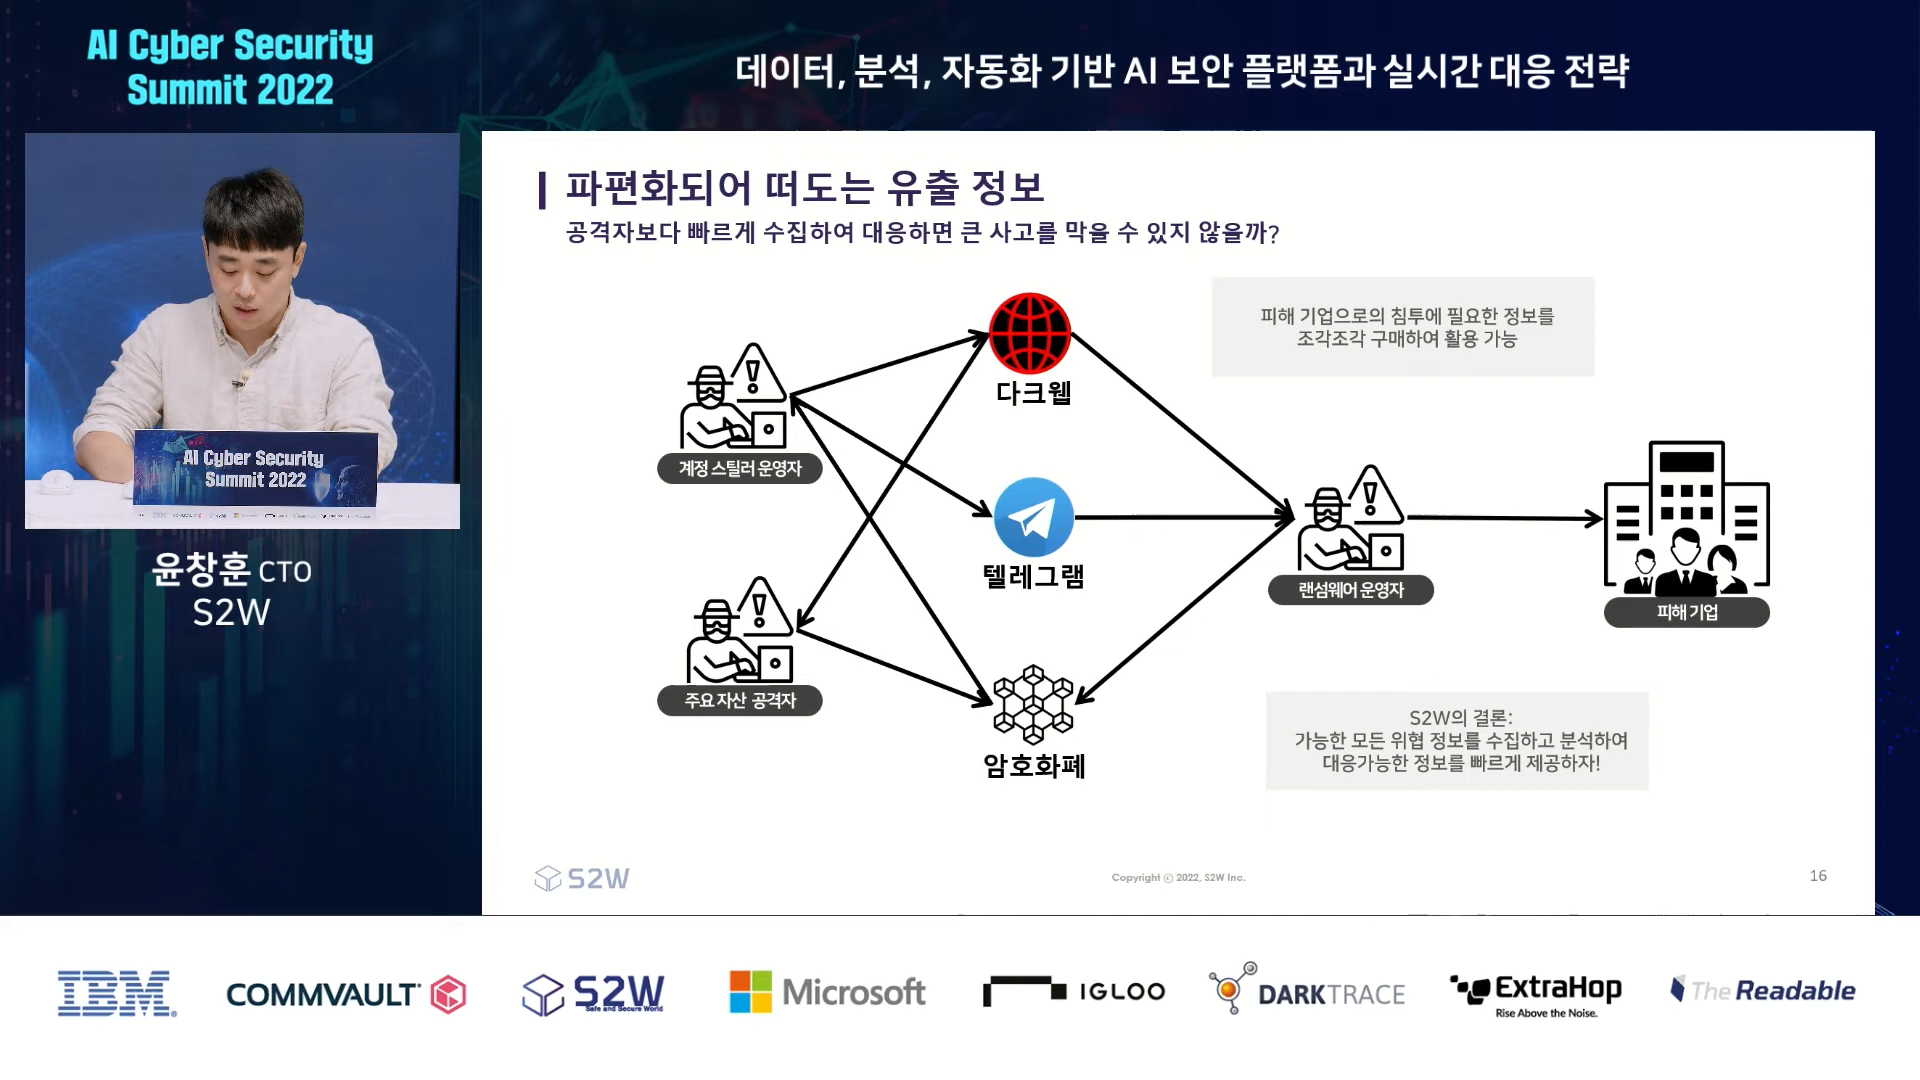 AI Cyber Security
Summit 2022
데이터, 분석, 자동화 기반 AI 보안 플랫폼과 실시간 대응 전략
AI Cyber Security
Summit 2022
윤창훈 CTO
S2W
파편화되어 떠도는 유출 정보
공격자보다 빠르게 수집하여 대응하면 큰 사고를 막을 수 있지 않을까?
피해 기업으로의 침투에 필요한 정보를
조각조각 구매하여 활용 가능
다크웹
계정 스틸러 운영자
텔레그램
랜섬웨어 운영자
피해 기업
주요 자산 공격자
암호화폐
S2W의 결론:
가능한 모든 위협 정보를 수집하고 분석하여
대응가능한 정보를 빠르게 제공하자!
S2W
Copyright ⓒ 2022, S2W Inc.
16
IBM
COMMVAULT
S2W
Safe and Secure World
Microsoft
IGLOO
DARKTRACE
ExtraHop
Rise Above the Noise.
The Readable